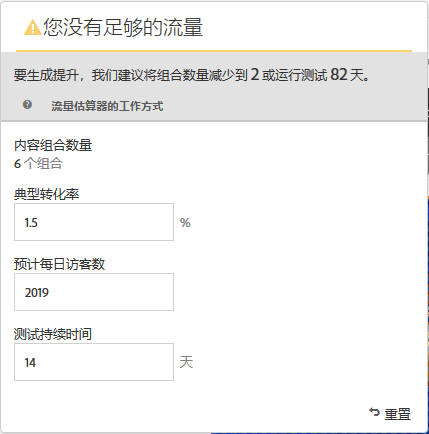 您没有足够的流量
要生成提升，我们建议将组合数量减少到 2 或运行测试 82 天。
流量估算器的工作方式
内容组合数量
6 个组合
典型转化率
1.5 %
预计每日访客数
2019
测试持续时间
14 天
重置